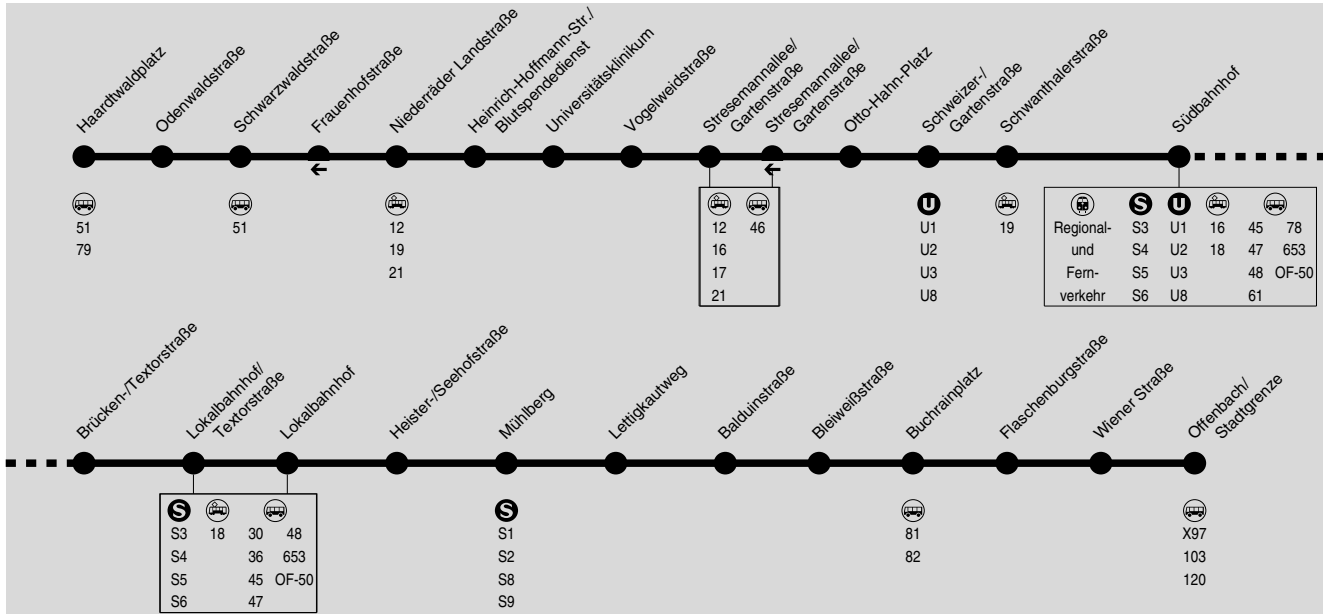 Haardtwaldplatz
Odenwaldstraße
Schwarzwaldstraße
Frauenhofstraße
Niederräder Landstraße
Heinrich-Hoffmann-Str./
Blutspendedienst
Universitätsklinikum
Vogelweidstraße
Stresemannallee/
Gartenstraße
Stresemannallee/
Gartenstraße
Otto-Hahn-Platz
Schweizer-/
Gartenstraße
Schwanthalerstraße
Südbahnhof
51
79
51
12
19
21
12 46
16
17
21
U
U1
U2
U3
U8
19
S U
Regional- S3 U1 16 45 78
und S4 U2 18 47 653
Fern- S5 U3 48 OF-50
verkehr S6 U8 61
Brücken-/Textorstraße
Lokalbahnhof/
Textorstraße
Lokalbahnhof
Heister-/Seehofstraße
Mühlberg
Lettigkautweg
Balduinstraße
Bleiweißstraße
Buchrainplatz
Flaschenburgstraße
Wiener Straße
Offenbach/
Stadtgrenze
S
S3 18 30 48
S4 36 653
S5 45 OF-50
S6 47
S
S1
S2
S8
S9
81
82
X97
103
120